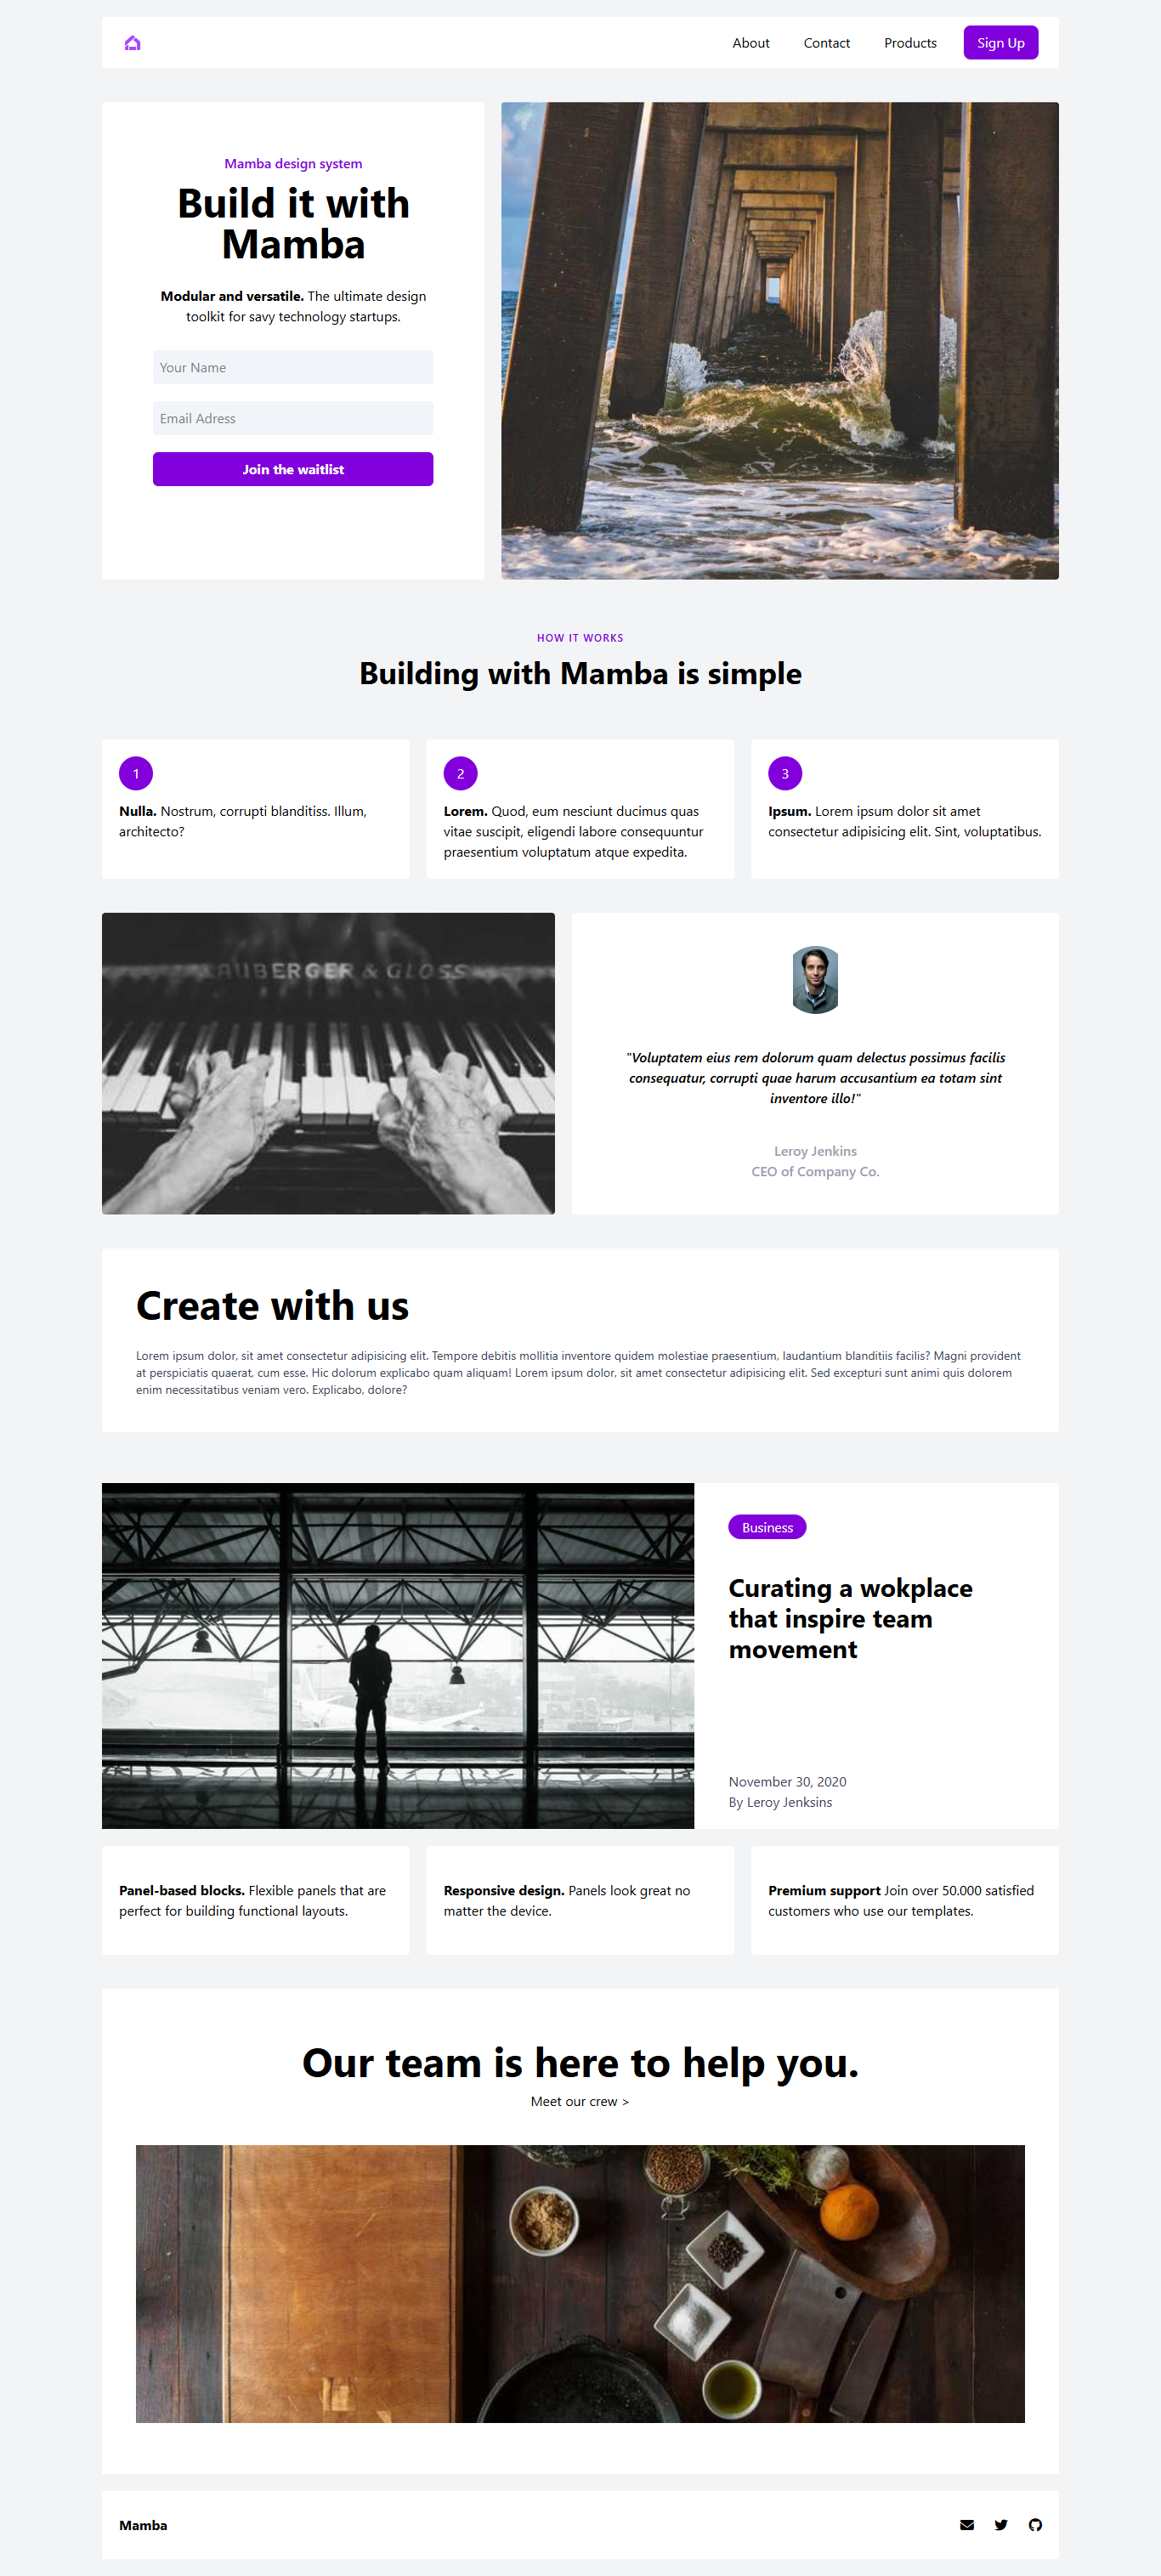 About
Contact
Products
Sign Up
Mamba design system
Build it with
Mamba
Modular and versatile. The ultimate design
toolkit for savy technology startups.
Your Name
Email Adress
Join the waitlist
HOW IT WORKS
Building with Mamba is simple
1
Nulla. Nostrum, corrupti blanditiss. Illum,
architecto?
2
Lorem. Quod, eum nesciunt ducimus quas
vitae suscipit, eligendi labore consequuntur
praesentium voluptatum atque expedita.
3
Ipsum. Lorem ipsum dolor sit amet
consectetur adipisicing elit. Sint, voluptatibus.
AUBERGER & GLOSS
"Voluptatem eius rem dolorum quam delectus possimus facilis
consequatur, corrupti quae harum accusantium ea totam sint
inventore illo!"
Leroy Jenkins
CEO of Company Co.
Create with us
Lorem ipsum dolor, sit amet consectetur adipisicing elit. Tempore debitis mollitia inventore quidem molestiae praesentium, laudantium blanditiis facilis? Magni provident
at perspiciatis quaerat, cum esse. Hic dolorum explicabo quam aliquam! Lorem ipsum dolor, sit amet consectetur adipisicing elit. Sed excepturi sunt animi quis dolorem
enim necessitatibus veniam vero. Explicabo, dolore?
Business
Curating a wokplace
that inspire team
movement
November 30, 2020
By Leroy Jenksins
Panel-based blocks. Flexible panels that are
perfect for building functional layouts.
Responsive design. Panels look great no
matter the device.
Premium support Join over 50.000 satisfied
customers who use our templates.
Our team is here to help you.
Meet our crew >
Mamba